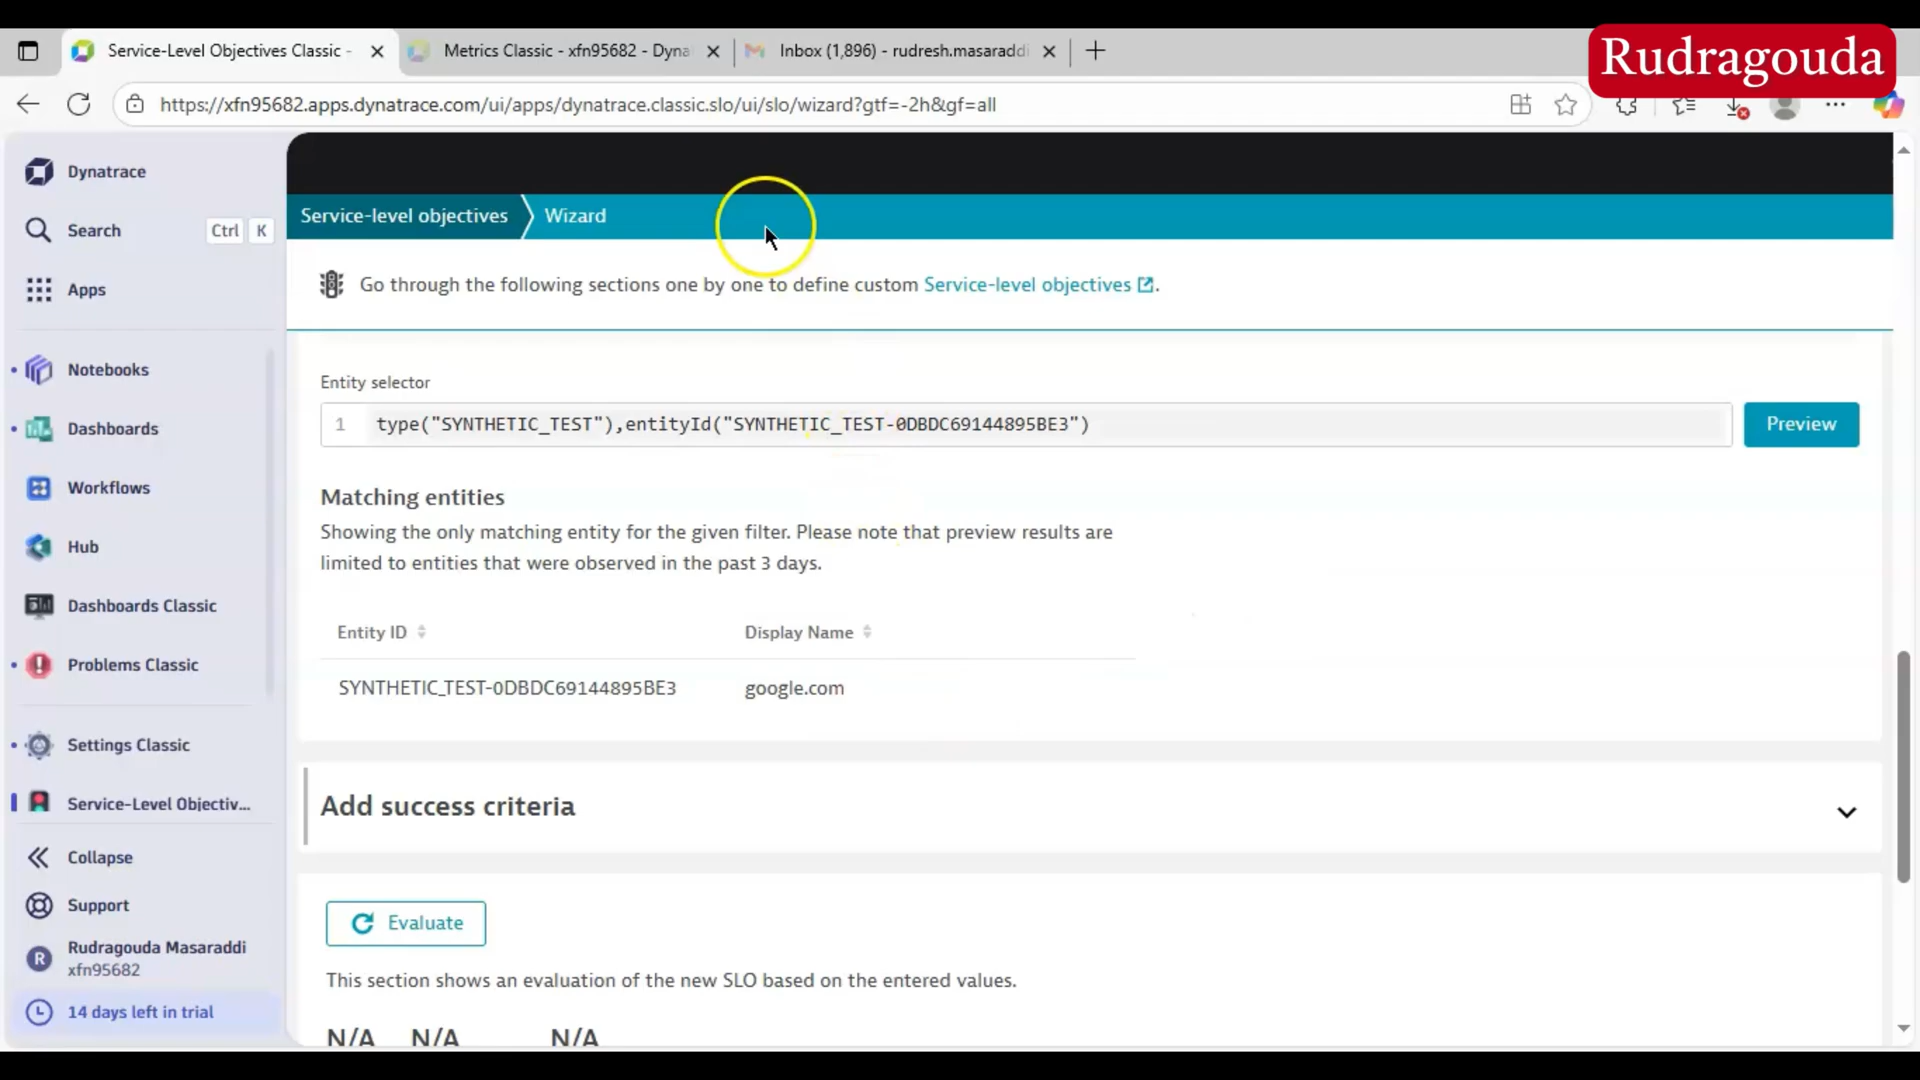 Rudragouda
Service-Level Objectives Classic -
Metrics Classic - xfn95682 - Dyna
Inbox (1,896) - rudresh.masaraddi
https://xfn95682.apps.dynatrace.com/ui/apps/dynatrace.classic.slo/ui/slo/wizard?gtf=-2h&gf=all
Dynatrace
Search Ctrl K
Apps
Notebooks
Dashboards
Workflows
Hub
Dashboards Classic
Problems Classic
Settings Classic
Service-Level Objectiv...
Collapse
Support
R
Rudragouda Masaraddi
xfn95682
14 days left in trial
Service-level objectives Wizard
Go through the following sections one by one to define custom Service-level objectives.
Entity selector
1 type("SYNTHETIC_TEST"),entityId("SYNTHETIC_TEST-0DBDC69144895BE3")
Preview
Matching entities
Showing the only matching entity for the given filter. Please note that preview results are
limited to entities that were observed in the past 3 days.
Entity ID Display Name
SYNTHETIC_TEST-0DBDC69144895BE3 google.com
Add success criteria
Evaluate
This section shows an evaluation of the new SLO based on the entered values.
N/A N/A N/A